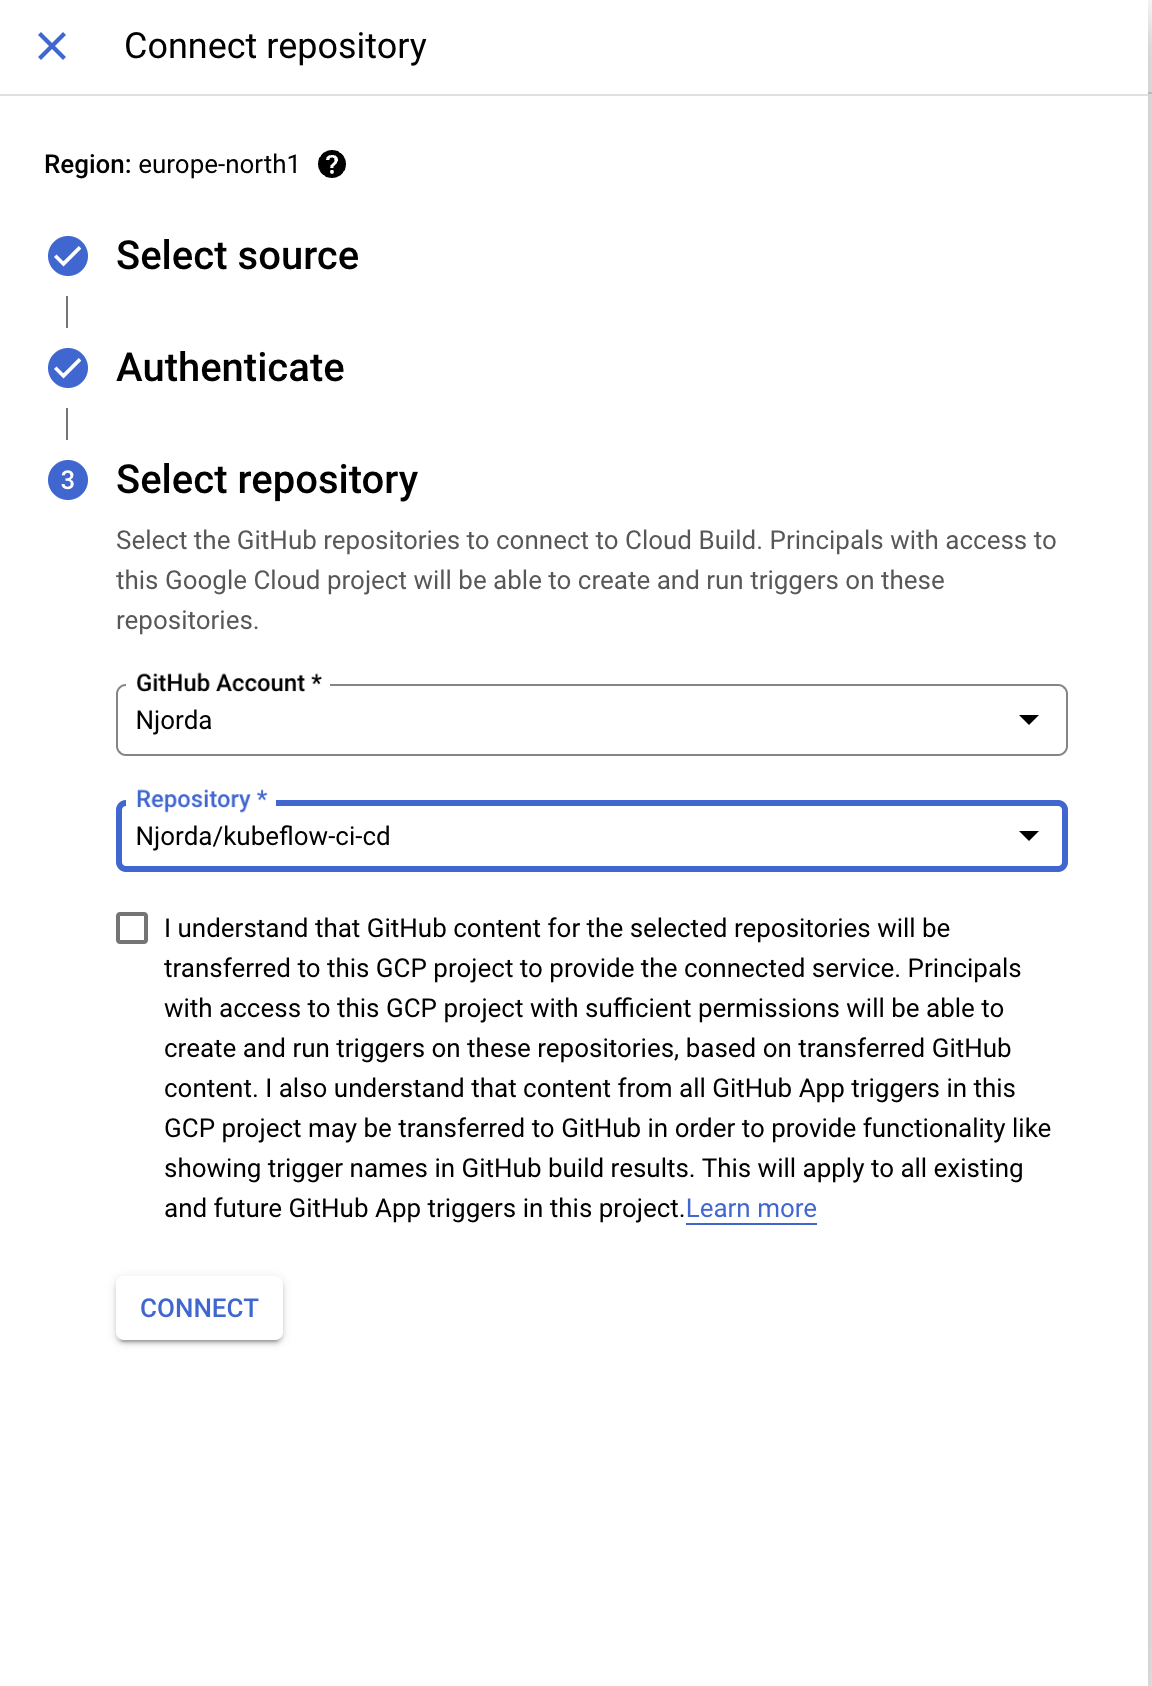 Connect repository
Region: europe-north1 ?
Select source
Authenticate
3 Select repository
Select the GitHub repositories to connect to Cloud Build. Principals with access to
this Google Cloud project will be able to create and run triggers on these
repositories.
GitHub Account *
Njorda
Repository *
Njorda/kubeflow-ci-cd
I understand that GitHub content for the selected repositories will be
transferred to this GCP project to provide the connected service. Principals
with access to this GCP project with sufficient permissions will be able to
create and run triggers on these repositories, based on transferred GitHub
content. I also understand that content from all GitHub App triggers in this
GCP project may be transferred to GitHub in order to provide functionality like
showing trigger names in GitHub build results. This will apply to all existing
and future GitHub App triggers in this project.Learn more
CONNECT